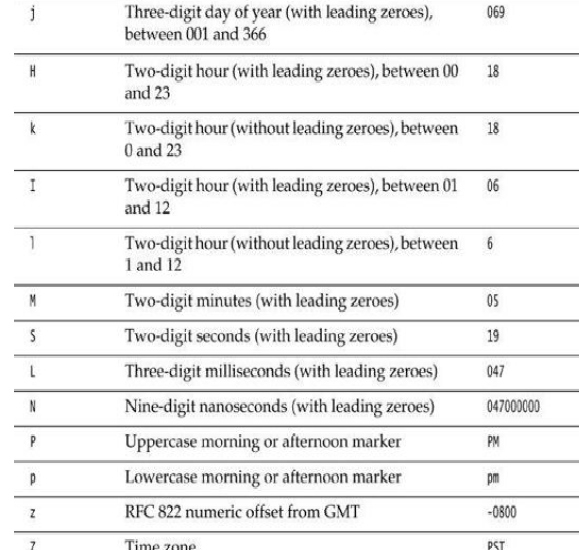 j Three-digit day of year (with leading zeroes), 069
between 001 and 366
H Two-digit hour (with leading zeroes), between 00 18
and 23
k Two-digit hour (without leading zeroes), between 18
0 and 23
I Two-digit hour (with leading zeroes), between 01 06
and 12
l Two-digit hour (without leading zeroes), between 6
1 and 12
M Two-digit minutes (with leading zeroes) 05
S Two-digit seconds (with leading zeroes) 19
L Three-digit milliseconds (with leading zeroes) 047
N Nine-digit nanoseconds (with leading zeroes) 047000000
P Uppercase morning or afternoon marker PM
p Lowercase morning or afternoon marker pm
z RFC 822 numeric offset from GMT -0800
Z Time zone PST